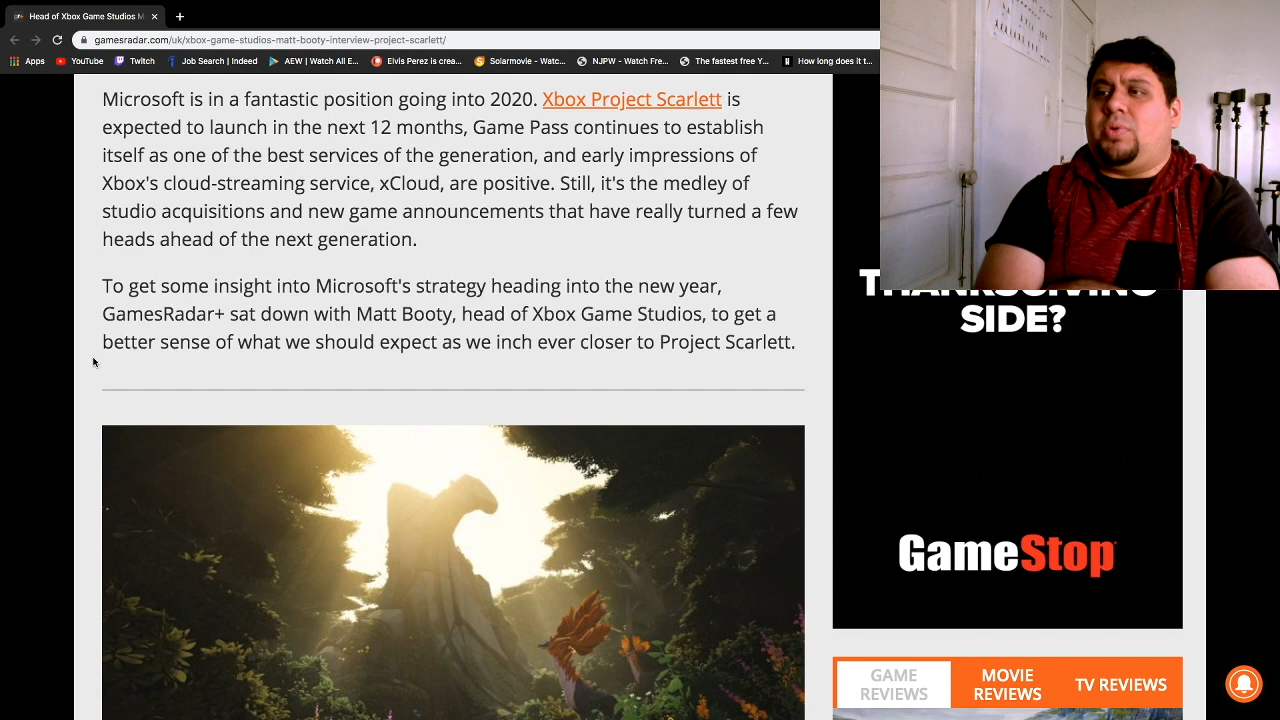 Head of Xbox Game Studios M
gamesradar.com/uk/xbox-game-studios-matt-booty-interview-project-scarlett/
Apps
YouTube
Twitch
Job Search | Indeed
AEW | Watch All E...
Elvis Perez is crea...
Solarmovie - Watc...
NJPW - Watch Fre...
The fastest free Y...
How long does it t...
Microsoft is in a fantastic position going into 2020. Xbox Project Scarlett is
expected to launch in the next 12 months, Game Pass continues to establish
itself as one of the best services of the generation, and early impressions of
Xbox's cloud-streaming service, xCloud, are positive. Still, it's the medley of
studio acquisitions and new game announcements that have really turned a few
heads ahead of the next generation.
To get some insight into Microsoft's strategy heading into the new year,
GamesRadar+ sat down with Matt Booty, head of Xbox Game Studios, to get a
better sense of what we should expect as we inch ever closer to Project Scarlett.
THANKSGIVING
SIDE?
GameStop
GAME
REVIEWS
MOVIE
REVIEWS
TV REVIEWS